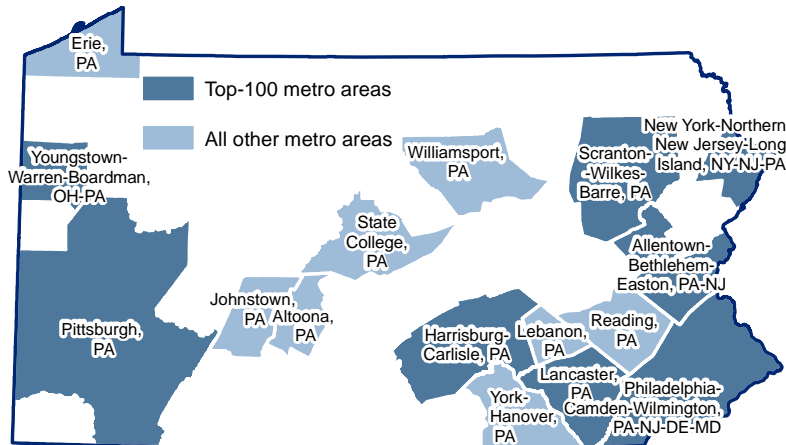 Erie,
PA
Top-100 metro areas
All other metro areas
Youngstown-
Warren-Boardman,
OH-PA
Williamsport,
PA
Scranton
-Wilkes-
Barre, PA
New York-Northern
New Jersey-Long
Island, NY-NJ-PA
State
College,
PA
Allentown-
Bethlehem-
Easton, PA-NJ
Johnstown,
PA
Altoona,
PA
Pittsburgh,
PA
Harrisburg-
Carlisle, PA
Lebanon,
PA
Reading,
PA
Lancaster,
PA
York-
Hanover,
PA
Philadelphia-
Camden-Wilmington,
PA-NJ-DE-MD